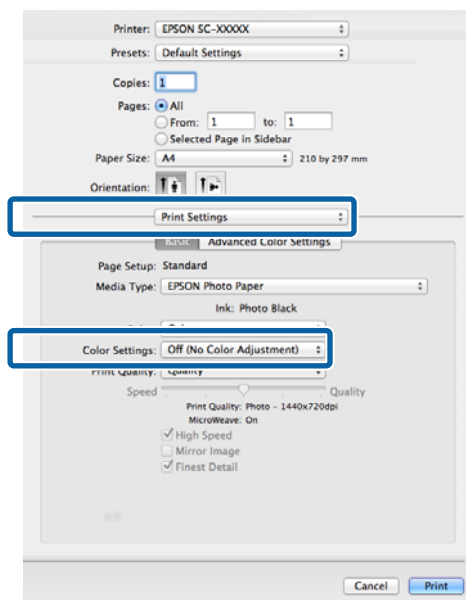 Printer: EPSON SC-XXXXX
Presets: Default Settings
Copies: 1
Pages: All
From: 1 to: 1
Selected Page in Sidebar
Paper Size: A4 210 by 297 mm
Orientation:
Print Settings
Basic Advanced Color Settings
Page Setup: Standard
Media Type: EPSON Photo Paper
Ink: Photo Black
Color Settings: Off (No Color Adjustment)
Print Quality: Quality
Speed Quality
Print Quality: Photo - 1440x720dpi
MicroWeave: On
High Speed
Mirror Image
Finest Detail
Cancel Print